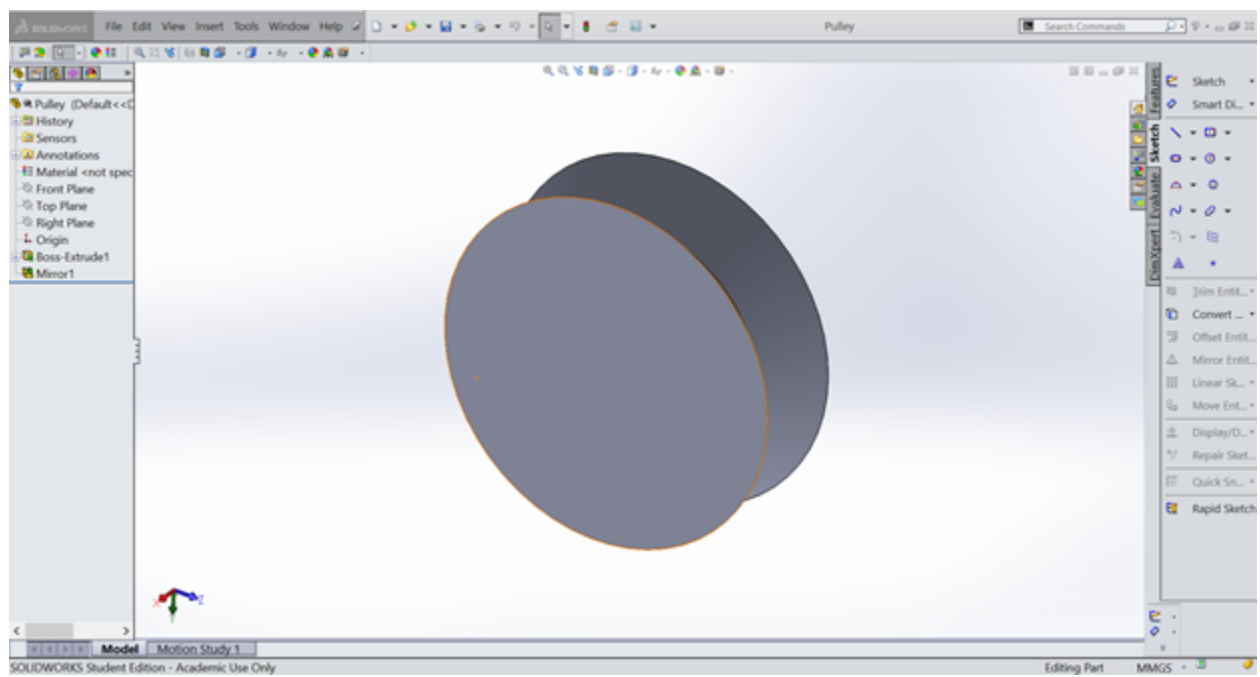 SOLIDWORKS File Edit View Insert Tools Window Help Pulley Search Commands
Pulley (Default<<D
History
Sensors
Annotations
Material <not spec
Front Plane
Top Plane
Right Plane
Origin
Boss-Extrude1
Mirror1
Features
Sketch
Evaluate
DimXpert
Sketch
Smart Di...
Trim Entit...
Convert ...
Offset Entit...
Mirror Entit...
Linear Sk...
Move Ent...
Display/D...
Repair Sket...
Quick Sn...
Rapid Sketch
X Z
Model Motion Study 1
SOLIDWORKS Student Edition - Academic Use Only Editing Part MMGS